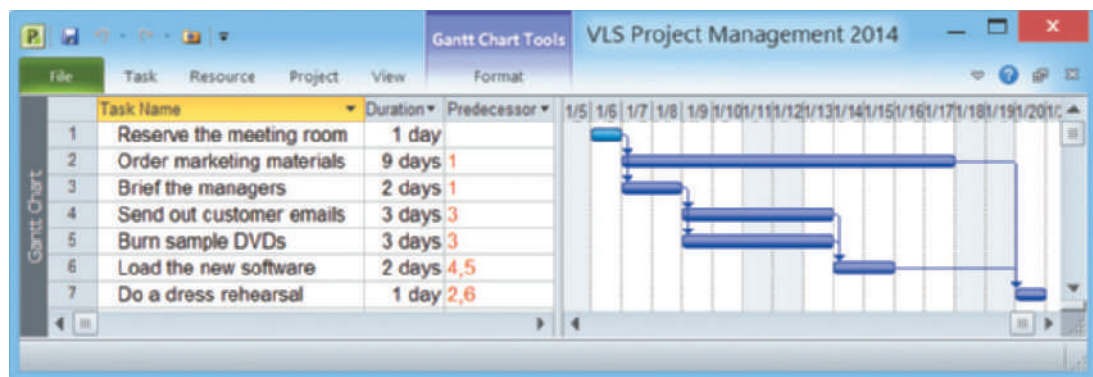 P
Gantt Chart Tools VLS Project Management 2014
File Task Resource Project View Format
Task Name Duration Predecessor 1/5 1/6 1/7 1/8 1/9 1/10 1/11 1/12 1/13 1/14 1/15 1/16 1/17 1/18 1/19 1/20
1 Reserve the meeting room 1 day
2 Order marketing materials 9 days 1
3 Brief the managers 2 days 1
4 Send out customer emails 3 days 3
5 Burn sample DVDs 3 days 3
6 Load the new software 2 days 4,5
7 Do a dress rehearsal 1 day 2,6
Gantt Chart